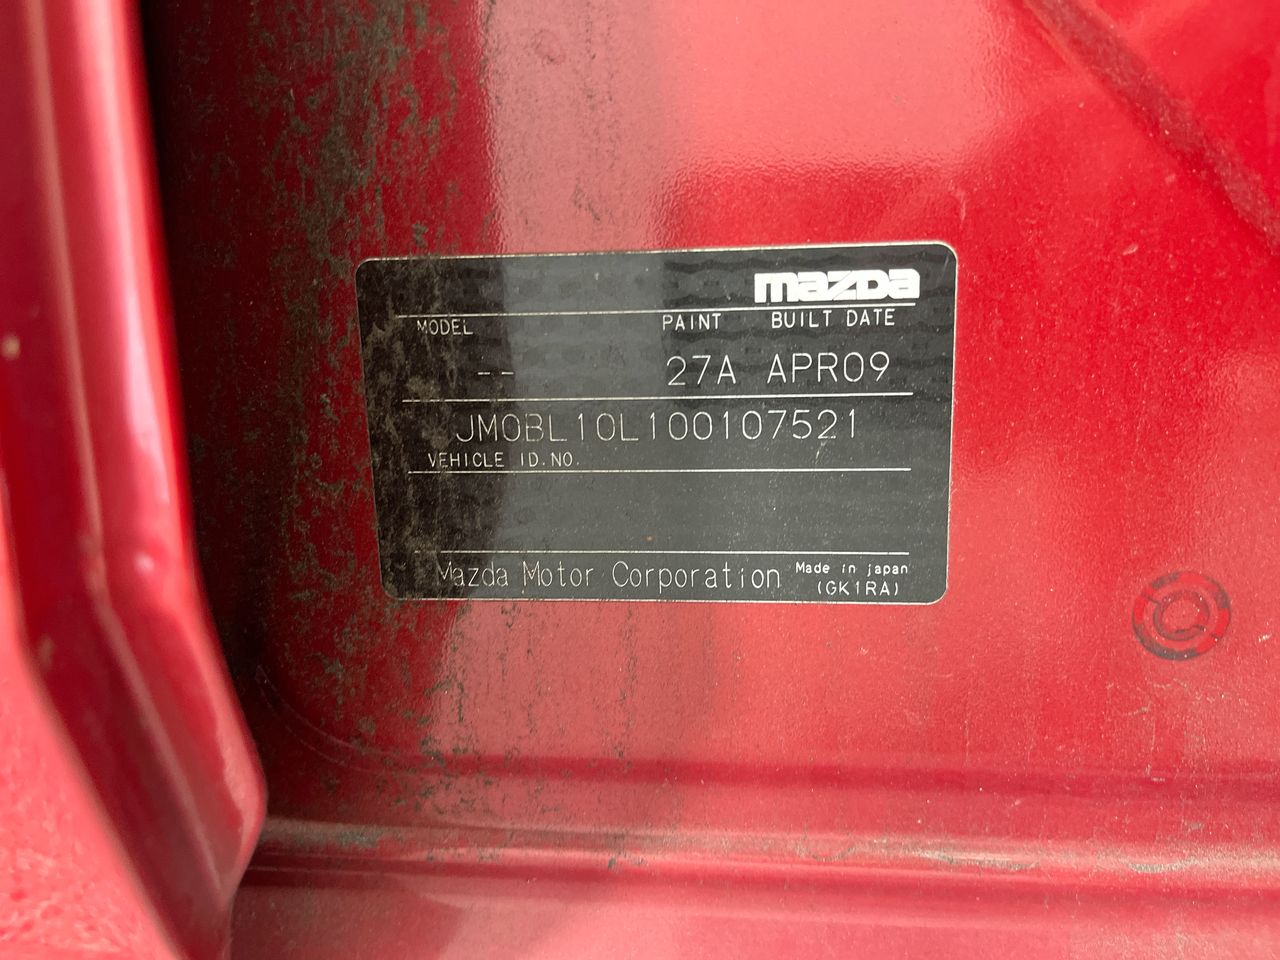 mazda
MODEL PAINT BUILT DATE
-- 27A APR09
JM0BL10L100107521
VEHICLE ID.NO.
Mazda Motor Corporation Made in japan
(GK1RA)